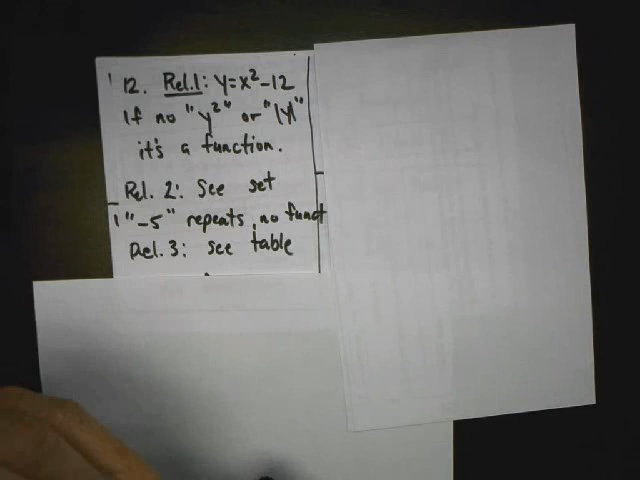 12. Rel.1: y=x²-12
If no "y²" or "|y|"
it's a function.
Rel. 2: See set
"-5" repeats, no funct
Rel. 3: see table